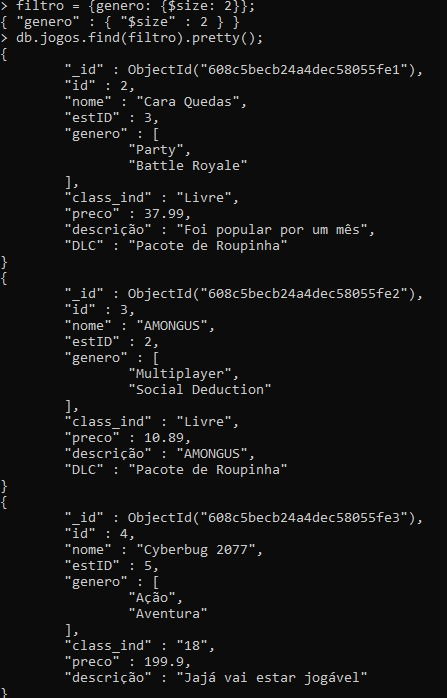 > filtro = {genero: {$size: 2}};
{ "genero" : { "$size" : 2 } }
> db.jogos.find(filtro).pretty();
{
"_id" : ObjectId("608c5becb24a4dec58055fe1"),
"id" : 2,
"nome" : "Cara Quedas",
"estID" : 3,
"genero" : [
"Party",
"Battle Royale"
],
"class_ind" : "Livre",
"preco" : 37.99,
"descrição" : "Foi popular por um mês",
"DLC" : "Pacote de Roupinha"
}
{
"_id" : ObjectId("608c5becb24a4dec58055fe2"),
"id" : 3,
"nome" : "AMONGUS",
"estID" : 2,
"genero" : [
"Multiplayer",
"Social Deduction"
],
"class_ind" : "Livre",
"preco" : 10.89,
"descrição" : "AMONGUS",
"DLC" : "Pacote de Roupinha"
}
{
"_id" : ObjectId("608c5becb24a4dec58055fe3"),
"id" : 4,
"nome" : "Cyberbug 2077",
"estID" : 5,
"genero" : [
"Ação",
"Aventura"
],
"class_ind" : "18",
"preco" : 199.9,
"descrição" : "Jajá vai estar jogável"
}